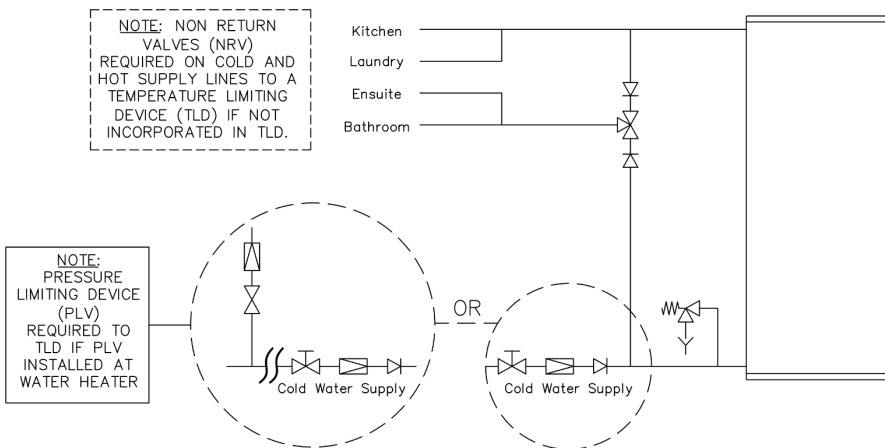 NOTE: NON RETURN
VALVES (NRV)
REQUIRED ON COLD AND
HOT SUPPLY LINES TO A
TEMPERATURE LIMITING
DEVICE (TLD) IF NOT
INCORPORATED IN TLD.
Kitchen
Laundry
Ensuite
Bathroom
NOTE:
PRESSURE
LIMITING DEVICE
(PLV)
REQUIRED TO
TLD IF PLV
INSTALLED AT
WATER HEATER
OR
Cold Water Supply
Cold Water Supply